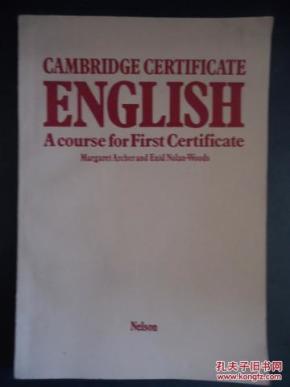 CAMBRIDGE CERTIFICATE
ENGLISH
A course for First Certificate
Margaret Archer and Enid Nolan-Woods
Nelson
孔夫子旧书网